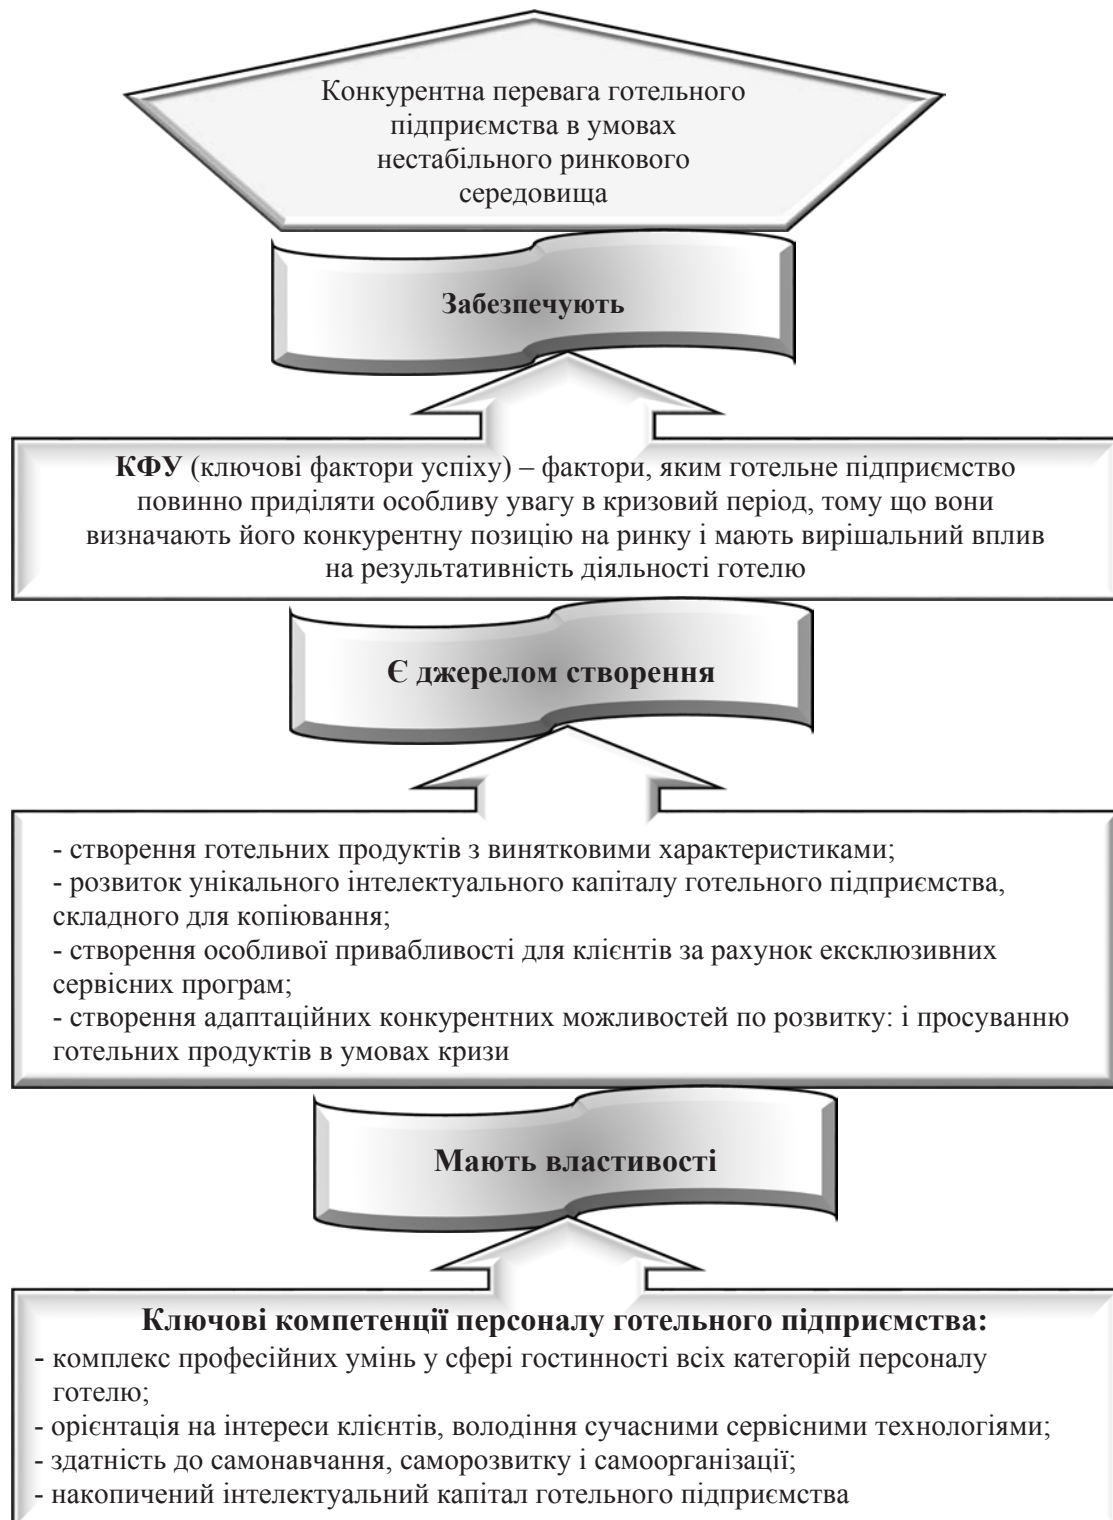 Конкурентна перевага готельного
підприємства в умовах
нестабільного ринкового
середовища
Забезпечують
КФУ (ключові фактори успіху) – фактори, яким готельне підприємство
повинно приділяти особливу увагу в кризовий період, тому що вони
визначають його конкурентну позицію на ринку і мають вирішальний вплив
на результативність діяльності готелю
Є джерелом створення
- створення готельних продуктів з винятковими характеристиками;
- розвиток унікального інтелектуального капіталу готельного підприємства,
складного для копіювання;
- створення особливої привабливості для клієнтів за рахунок ексклюзивних
сервісних програм;
- створення адаптаційних конкурентних можливостей по розвитку: і просуванню
готельних продуктів в умовах кризи
Мають властивості
Ключові компетенції персоналу готельного підприємства:
- комплекс професійних умінь у сфері гостинності всіх категорій персоналу
готелю;
- орієнтація на інтереси клієнтів, володіння сучасними сервісними технологіями;
- здатність до самонавчання, саморозвитку і самоорганізації;
- накопичений інтелектуальний капітал готельного підприємства